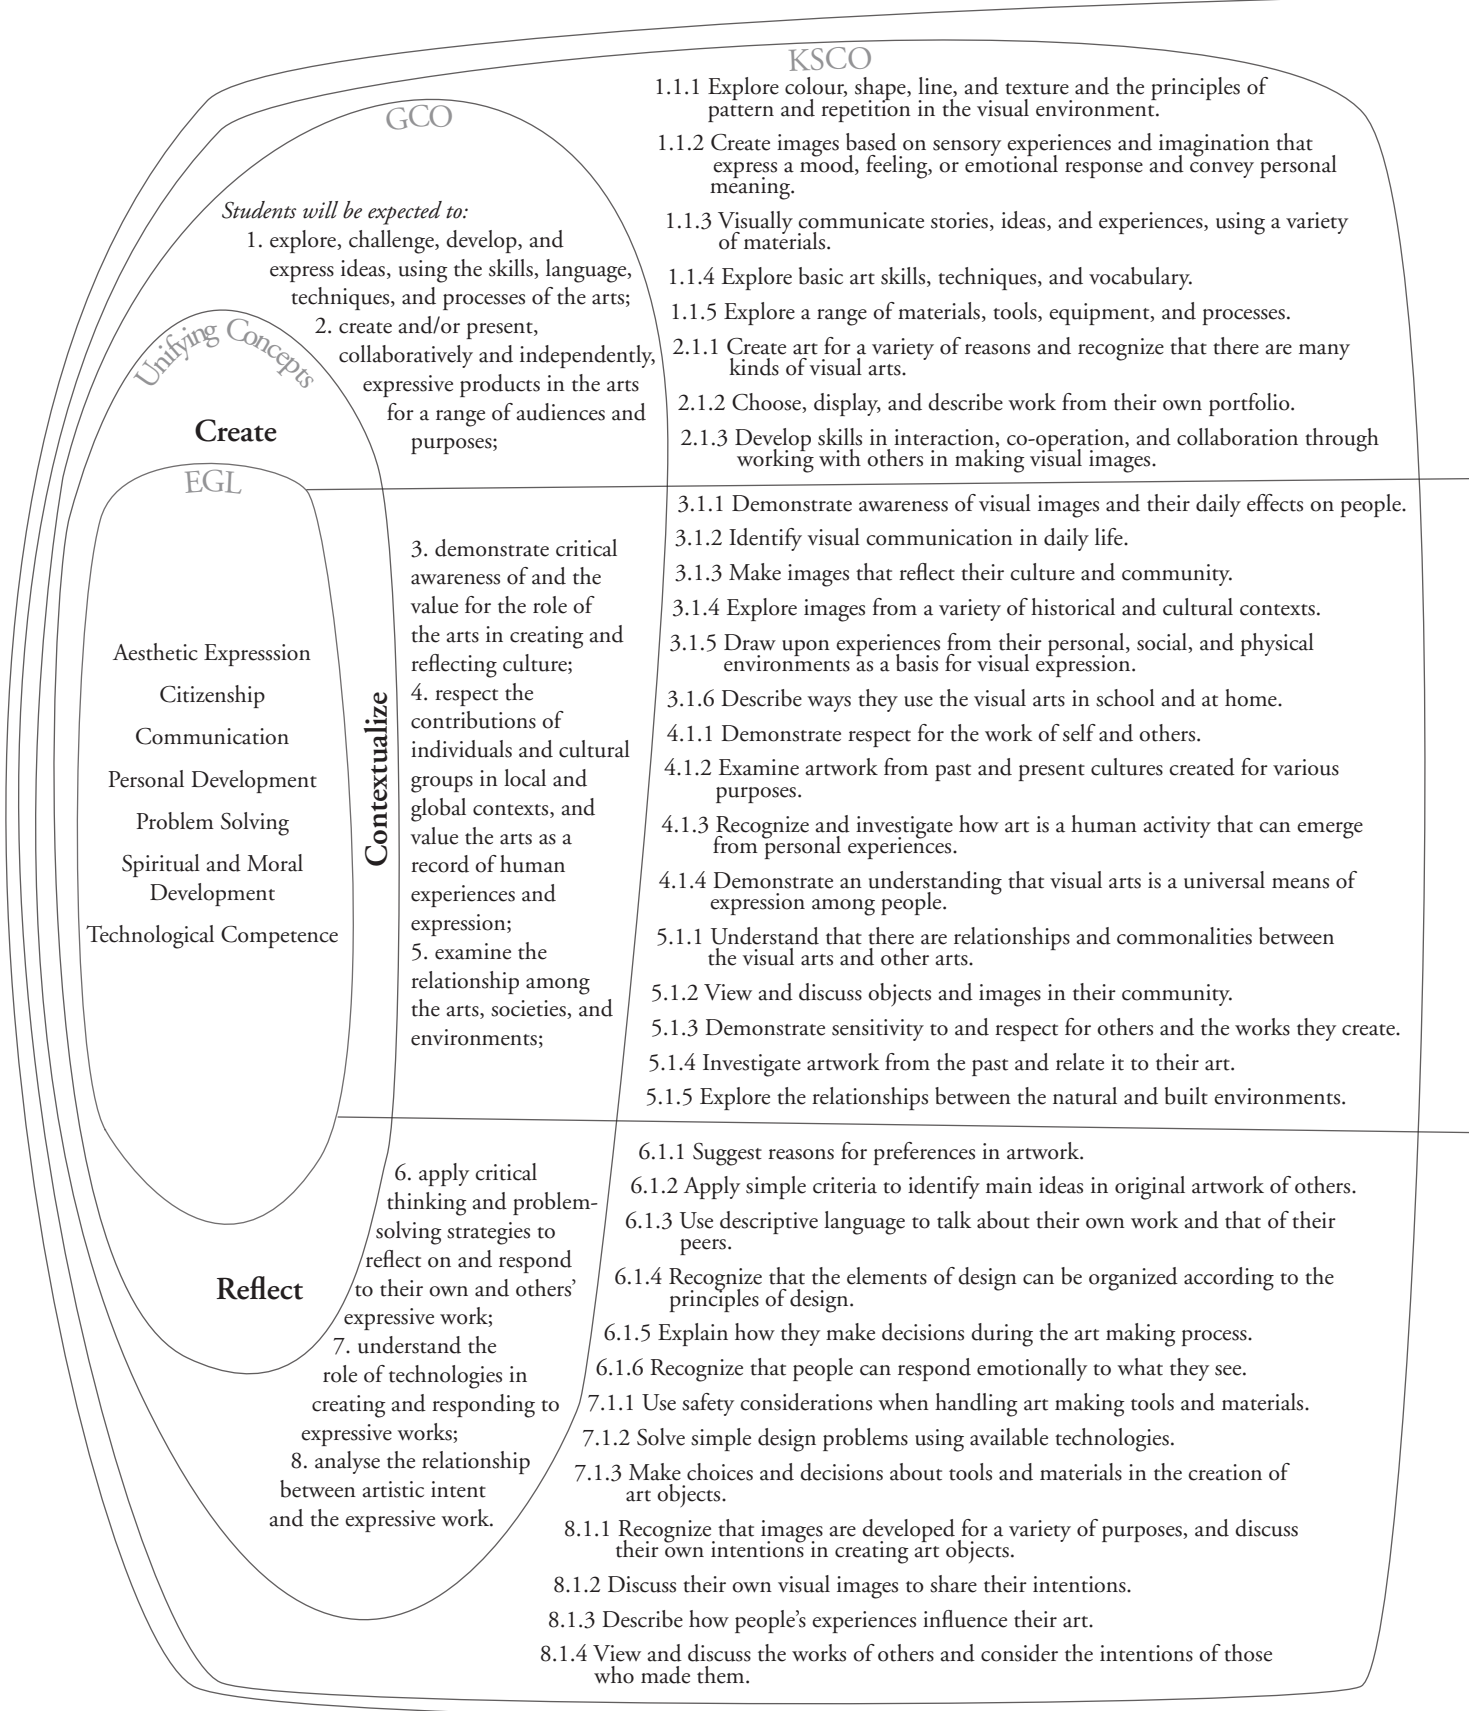 KSCO
1.1.1 Explore colour, shape, line, and texture and the principles of
pattern and repetition in the visual environment.
1.1.2 Create images based on sensory experiences and imagination that
express a mood, feeling, or emotional response and convey personal
meaning.
1.1.3 Visually communicate stories, ideas, and experiences, using a variety
of materials.
1.1.4 Explore basic art skills, techniques, and vocabulary.
1.1.5 Explore a range of materials, tools, equipment, and processes.
2.1.1 Create art for a variety of reasons and recognize that there are many
kinds of visual arts.
2.1.2 Choose, display, and describe work from their own portfolio.
2.1.3 Develop skills in interaction, co-operation, and collaboration through
working with others in making visual images.
GCO
Students will be expected to:
1. explore, challenge, develop, and
express ideas, using the skills, language,
techniques, and processes of the arts;
2. create and/or present,
collaboratively and independently,
expressive products in the arts
for a range of audiences and
purposes;
Unifying Concepts
Create
EGL
Aesthetic Expresssion
Citizenship
Communication
Personal Development
Problem Solving
Spiritual and Moral
Development
Technological Competence
Contextualize
3. demonstrate critical
awareness of and the
value for the role of
the arts in creating and
reflecting culture;
4. respect the
contributions of
individuals and cultural
groups in local and
global contexts, and
value the arts as a
record of human
experiences and
expression;
5. examine the
relationship among
the arts, societies, and
environments;
3.1.1 Demonstrate awareness of visual images and their daily effects on people.
3.1.2 Identify visual communication in daily life.
3.1.3 Make images that reflect their culture and community.
3.1.4 Explore images from a variety of historical and cultural contexts.
3.1.5 Draw upon experiences from their personal, social, and physical
environments as a basis for visual expression.
3.1.6 Describe ways they use the visual arts in school and at home.
4.1.1 Demonstrate respect for the work of self and others.
4.1.2 Examine artwork from past and present cultures created for various
purposes.
4.1.3 Recognize and investigate how art is a human activity that can emerge
from personal experiences.
4.1.4 Demonstrate an understanding that visual arts is a universal means of
expression among people.
5.1.1 Understand that there are relationships and commonalities between
the visual arts and other arts.
5.1.2 View and discuss objects and images in their community.
5.1.3 Demonstrate sensitivity to and respect for others and the works they create.
5.1.4 Investigate artwork from the past and relate it to their art.
5.1.5 Explore the relationships between the natural and built environments.
Reflect
6. apply critical
thinking and problem-
solving strategies to
reflect on and respond
to their own and others’
expressive work;
7. understand the
role of technologies in
creating and responding to
expressive works;
8. analyse the relationship
between artistic intent
and the expressive work.
6.1.1 Suggest reasons for preferences in artwork.
6.1.2 Apply simple criteria to identify main ideas in original artwork of others.
6.1.3 Use descriptive language to talk about their own work and that of their
peers.
6.1.4 Recognize that the elements of design can be organized according to the
principles of design.
6.1.5 Explain how they make decisions during the art making process.
6.1.6 Recognize that people can respond emotionally to what they see.
7.1.1 Use safety considerations when handling art making tools and materials.
7.1.2 Solve simple design problems using available technologies.
7.1.3 Make choices and decisions about tools and materials in the creation of
art objects.
8.1.1 Recognize that images are developed for a variety of purposes, and discuss
their own intentions in creating art objects.
8.1.2 Discuss their own visual images to share their intentions.
8.1.3 Describe how people’s experiences influence their art.
8.1.4 View and discuss the works of others and consider the intentions of those
who made them.